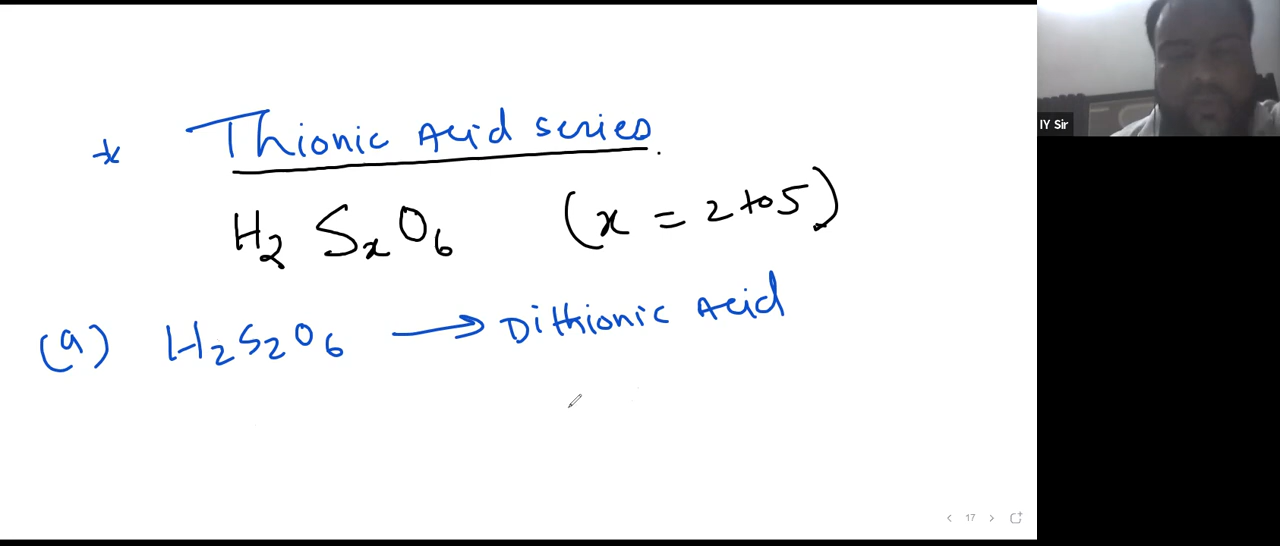 * Thionic Acid series.
H2 SxO6 (x = 2 to 5)
(a) H2S2O6 → Dithionic Acid
IY Sir
< 17 >